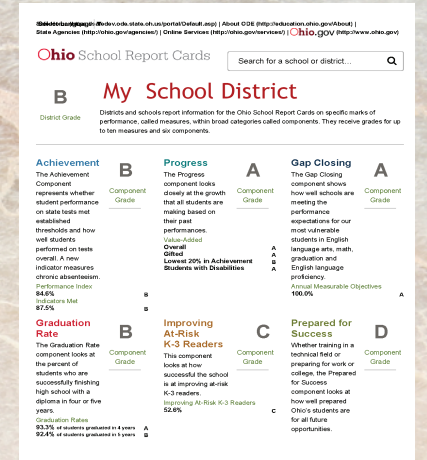 dev.ode.state.oh.us/portal/Default.asp) | About ODE (http://education.ohio.gov/About) |
State Agencies (http://ohio.gov/agencies/) | Online Services (http://ohio.gov/services/) | Ohio.gov (http://www.ohio.gov)
Ohio School Report Cards
Search for a school or district...
B
District Grade
My School District
Districts and schools report information for the Ohio School Report Cards on specific marks of
performance, called measures, within broad categories called components. They receive grades for up
to ten measures and six components.
Achievement
The Achievement
Component
represents whether
student performance
on state tests met
established
thresholds and how
well students
performed on tests
overall. A new
indicator measures
chronic absenteeism.
B
Component
Grade
Performance Index
84.6% B
Indicators Met
87.5% B
Progress
The Progress
component looks
closely at the growth
that all students are
making based on
their past
performances.
A
Component
Grade
Value-Added
Overall A
Gifted A
Lowest 20% in Achievement B
Students with Disabilities A
Gap Closing
The Gap Closing
component shows
how well schools are
meeting the
performance
expectations for our
most vulnerable
students in English
language arts, math,
graduation and
English language
proficiency.
A
Component
Grade
Annual Measurable Objectives
100.0% A
Graduation
Rate
The Graduation Rate
component looks at
the percent of
students who are
successfully finishing
high school with a
diploma in four or five
years.
B
Component
Grade
Graduation Rates
93.3% of students graduated in 4 years A
92.4% of students graduated in 5 years B
Improving
At-Risk
K-3 Readers
This component
looks at how
successful the school
is at improving at-risk
K-3 readers.
C
Component
Grade
Improving At-Risk K-3 Readers
52.6% C
Prepared for
Success
Whether training in a
technical field or
preparing for work or
college, the Prepared
for Success
component looks at
how well prepared
Ohio's students are
for all future
opportunities.
D
Component
Grade